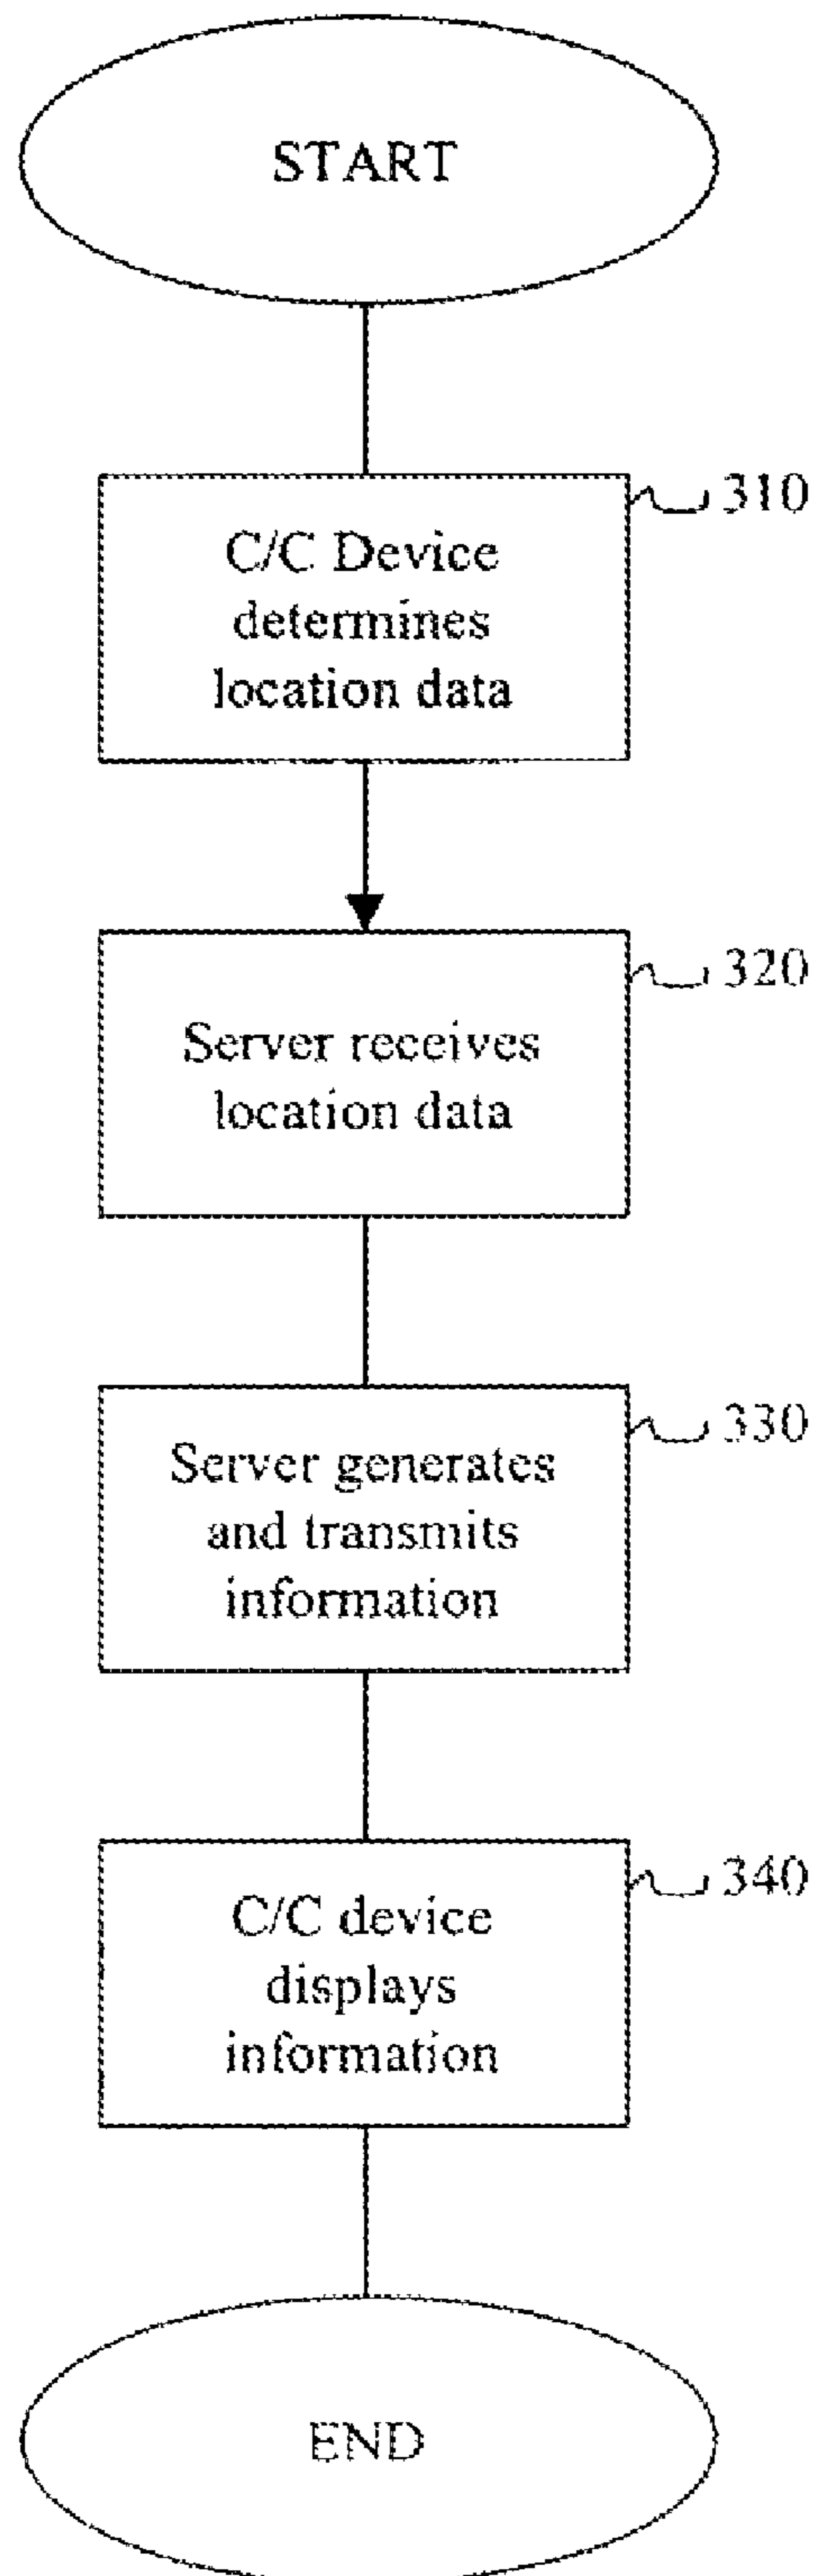 START
310
C/C Device
determines
location data
320
Server receives
location data
330
Server generates
and transmits
information
340
C/C device
displays
information
END